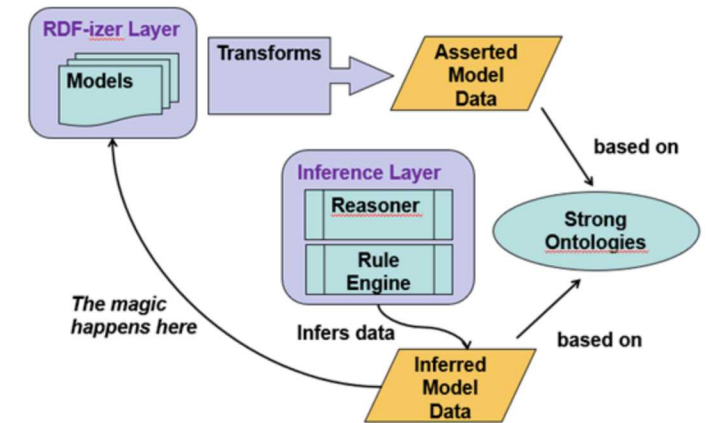 RDF-izer Layer
Models
Transforms
Asserted
Model
Data
based on
Inference Layer
Reasoner
Rule
Engine
Strong
Ontologies
The magic
happens here
Infers data
based on
Inferred
Model
Data